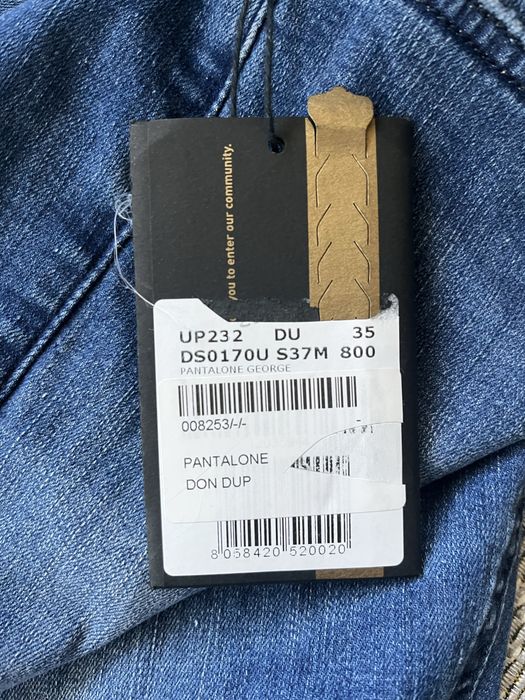 you to enter our community.
UP232 DU 35
DS0170U S37M 800
PANTALONE GEORGE
008253/-/-
PANTALONE
DON DUP
8 058420 520020